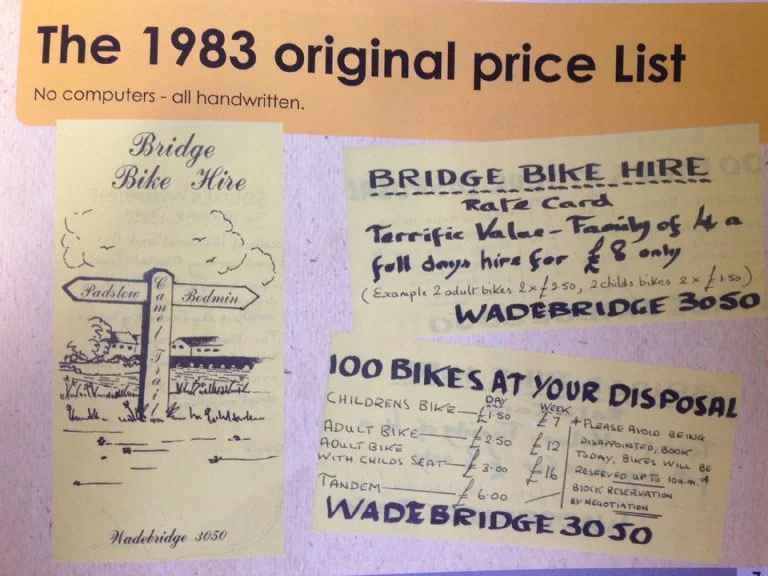 The 1983 original price List
No computers - all handwritten.
Bridge
Bike Hire
Padstow
Bodmin
Camel Trail
Wadebridge 3050
BRIDGE BIKE HIRE
Rate Card
Terrific Value - Family of 4 a
full days hire for £8 only
(Example 2 adult bikes 2 x £2.50, 2 childs bikes 2 x £1.50)
WADEBRIDGE 3050
100 BIKES AT YOUR DISPOSAL
DAY WEEK
CHILDRENS BIKE — £1.50 £7
ADULT BIKE — £2.50 £12
ADULT BIKE
WITH CHILDS SEAT — £3.00 £16
TANDEM — £6.00 —
* PLEASE AVOID BEING
DISAPPOINTED, BOOK
TODAY, BIKES WILL BE
RESERVED UP TO 10a.m. *
BLOCK RESERVATION
BY NEGOTIATION
WADEBRIDGE 3050